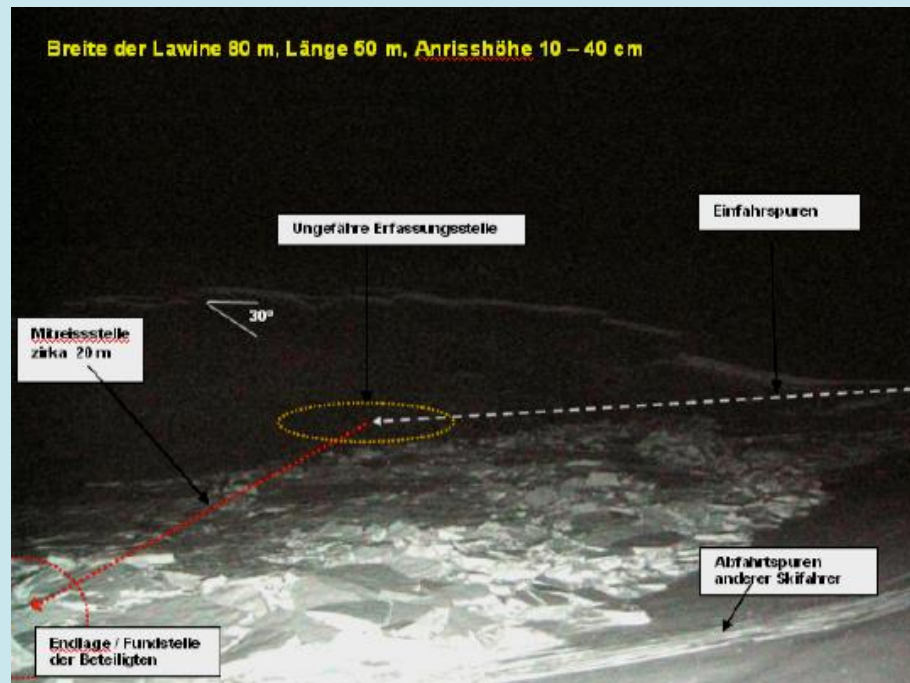 Breite der Lawine 80 m, Länge 50 m, Anrisshöhe 10 – 40 cm
Einfahrspuren
Ungefähre Erfassungsstelle
30°
Mitreissstelle
zirka 20 m
Abfahrtspuren
anderer Skifahrer
Endlage / Fundstelle
der Beteiligten